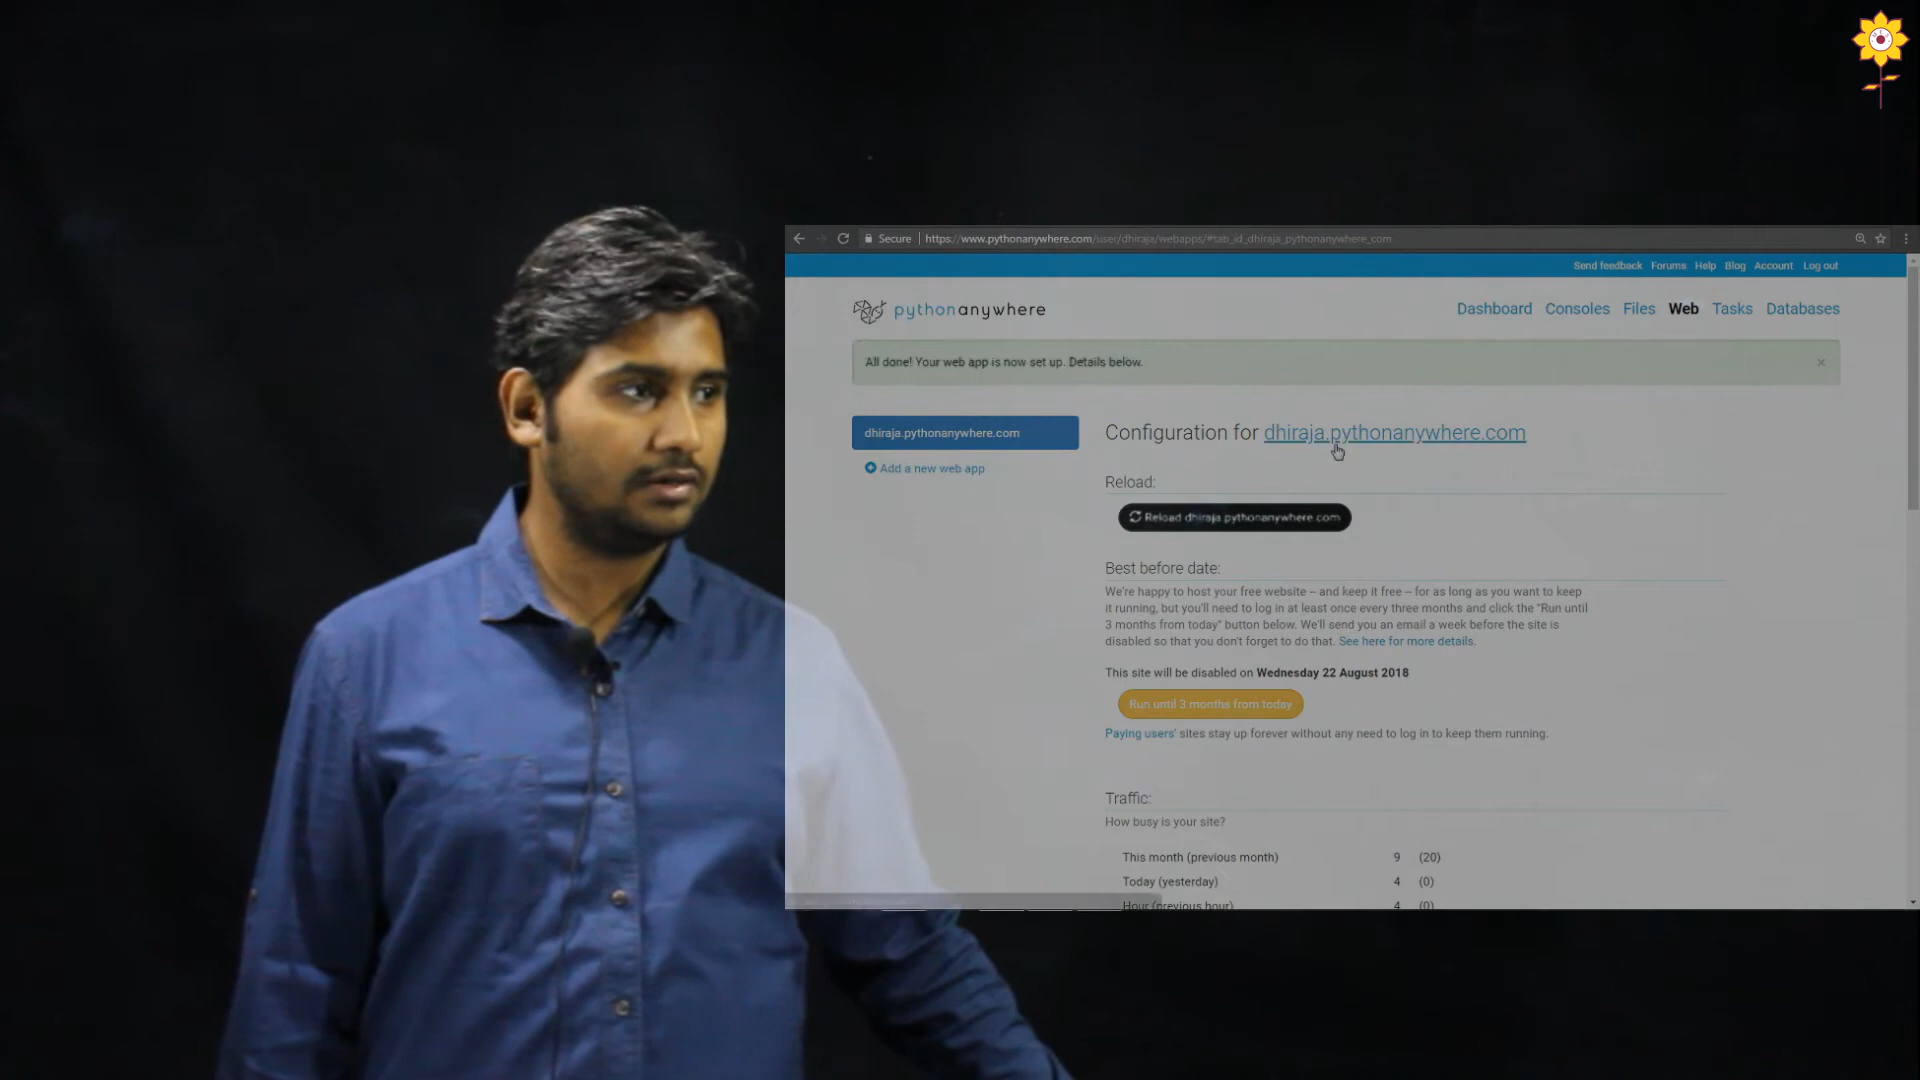 Secure https://www.pythonanywhere.com/user/dhiraja/webapps/#tab_id_dhiraja_pythonanywhere_com
Send feedback Forums Help Blog Account Log out
pythonanywhere
Dashboard Consoles Files Web Tasks Databases
All done! Your web app is now set up. Details below.
dhiraja.pythonanywhere.com
Add a new web app
Configuration for dhiraja.pythonanywhere.com
Reload:
Reload dhiraja.pythonanywhere.com
Best before date:
We're happy to host your free website – and keep it free – for as long as you want to keep
it running, but you'll need to log in at least once every three months and click the "Run until
3 months from today" button below. We'll send you an email a week before the site is
disabled so that you don't forget to do that. See here for more details.
This site will be disabled on Wednesday 22 August 2018
Run until 3 months from today
Paying users' sites stay up forever without any need to log in to keep them running.
Traffic:
How busy is your site?
This month (previous month) 9 (20)
Today (yesterday) 4 (0)
Hour (previous hour) 4 (0)